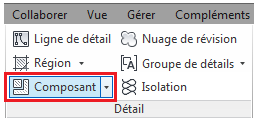 Collaborer Vue Gérer Compléments
Ligne de détail Nuage de révision
Région Groupe de détails
Composant Isolation
Détail